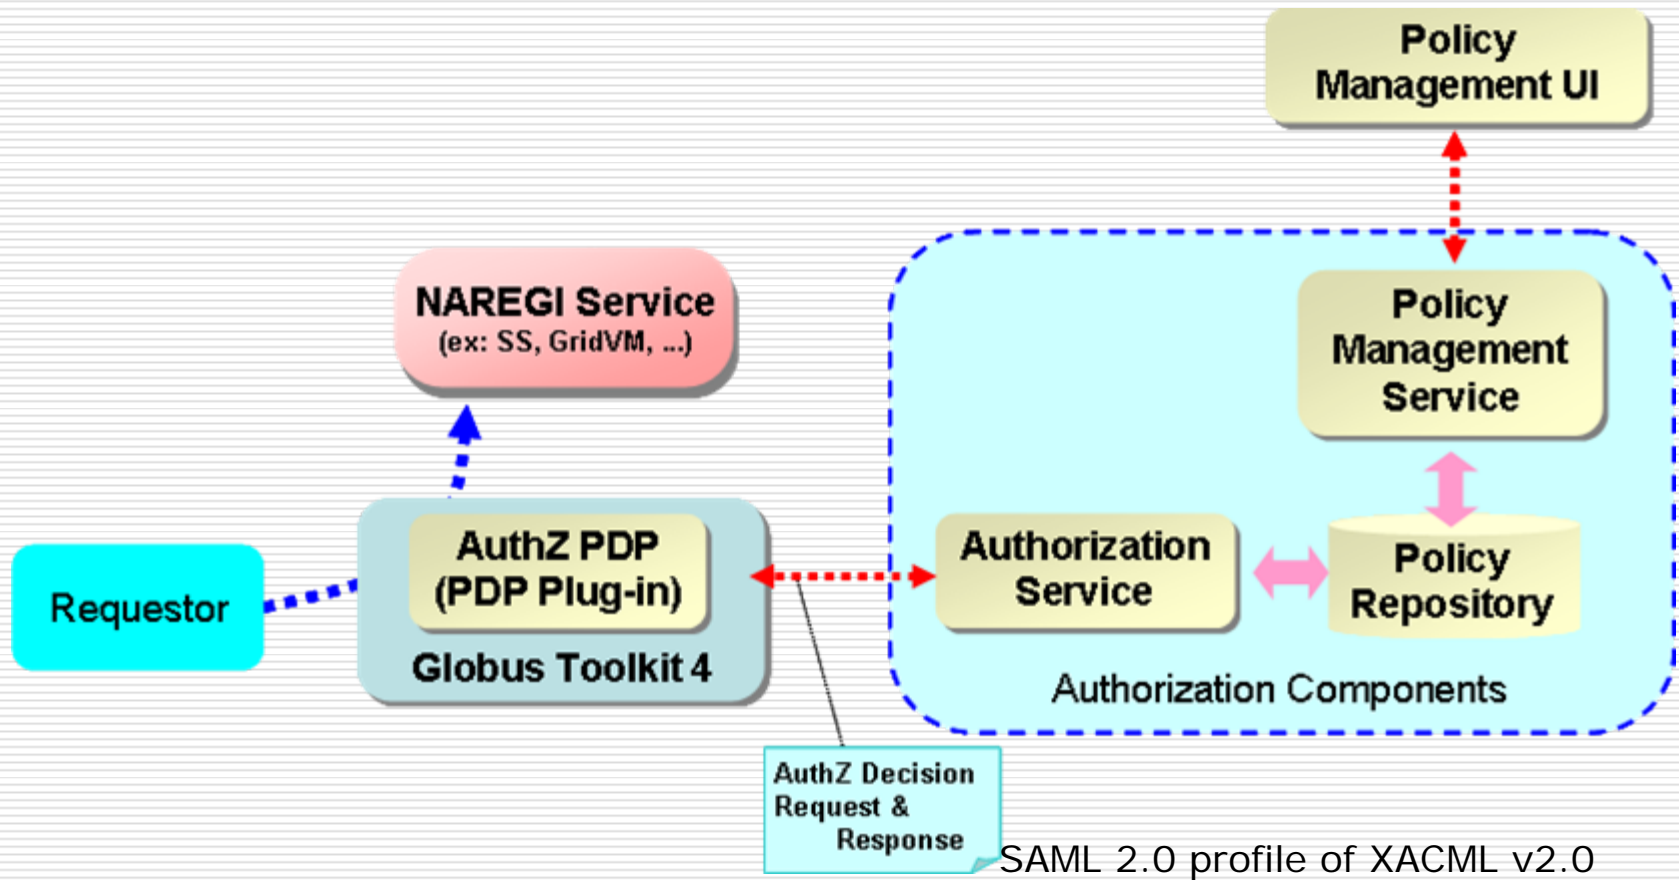 Policy
Management UI
NAREGI Service
(ex: SS, GridVM, ...)
Policy
Management
Service
AuthZ PDP
(PDP Plug-in)
Globus Toolkit 4
Requestor
Authorization
Service
Policy
Repository
Authorization Components
AuthZ Decision
Request &
Response
SAML 2.0 profile of XACML v2.0